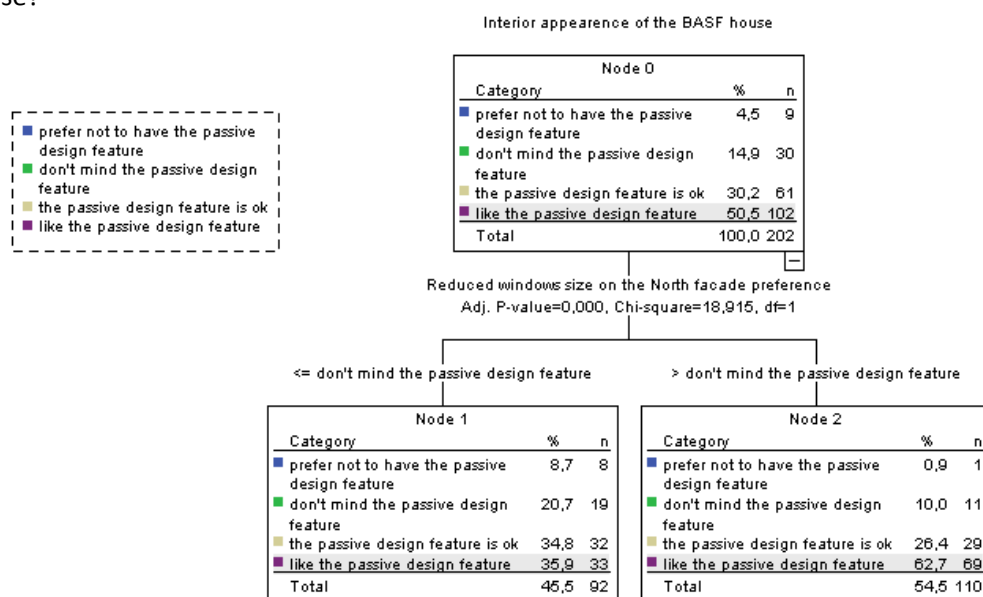 se?
Interior appearence of the BASF house
prefer not to have the passive
design feature
don't mind the passive design
feature
the passive design feature is ok
like the passive design feature
Node 0
Category % n
prefer not to have the passive 4,5 9
design feature
don't mind the passive design 14,9 30
feature
the passive design feature is ok 30,2 61
like the passive design feature 50,5 102
Total 100,0 202
Reduced windows size on the North facade preference
Adj. P-value=0,000, Chi-square=18,915, df=1
<= don't mind the passive design feature
> don't mind the passive design feature
Node 1
Category % n
prefer not to have the passive 8,7 8
design feature
don't mind the passive design 20,7 19
feature
the passive design feature is ok 34,8 32
like the passive design feature 35,9 33
Total 45,5 92
Node 2
Category % n
prefer not to have the passive 0,9 1
design feature
don't mind the passive design 10,0 11
feature
the passive design feature is ok 26,4 29
like the passive design feature 62,7 69
Total 54,5 110